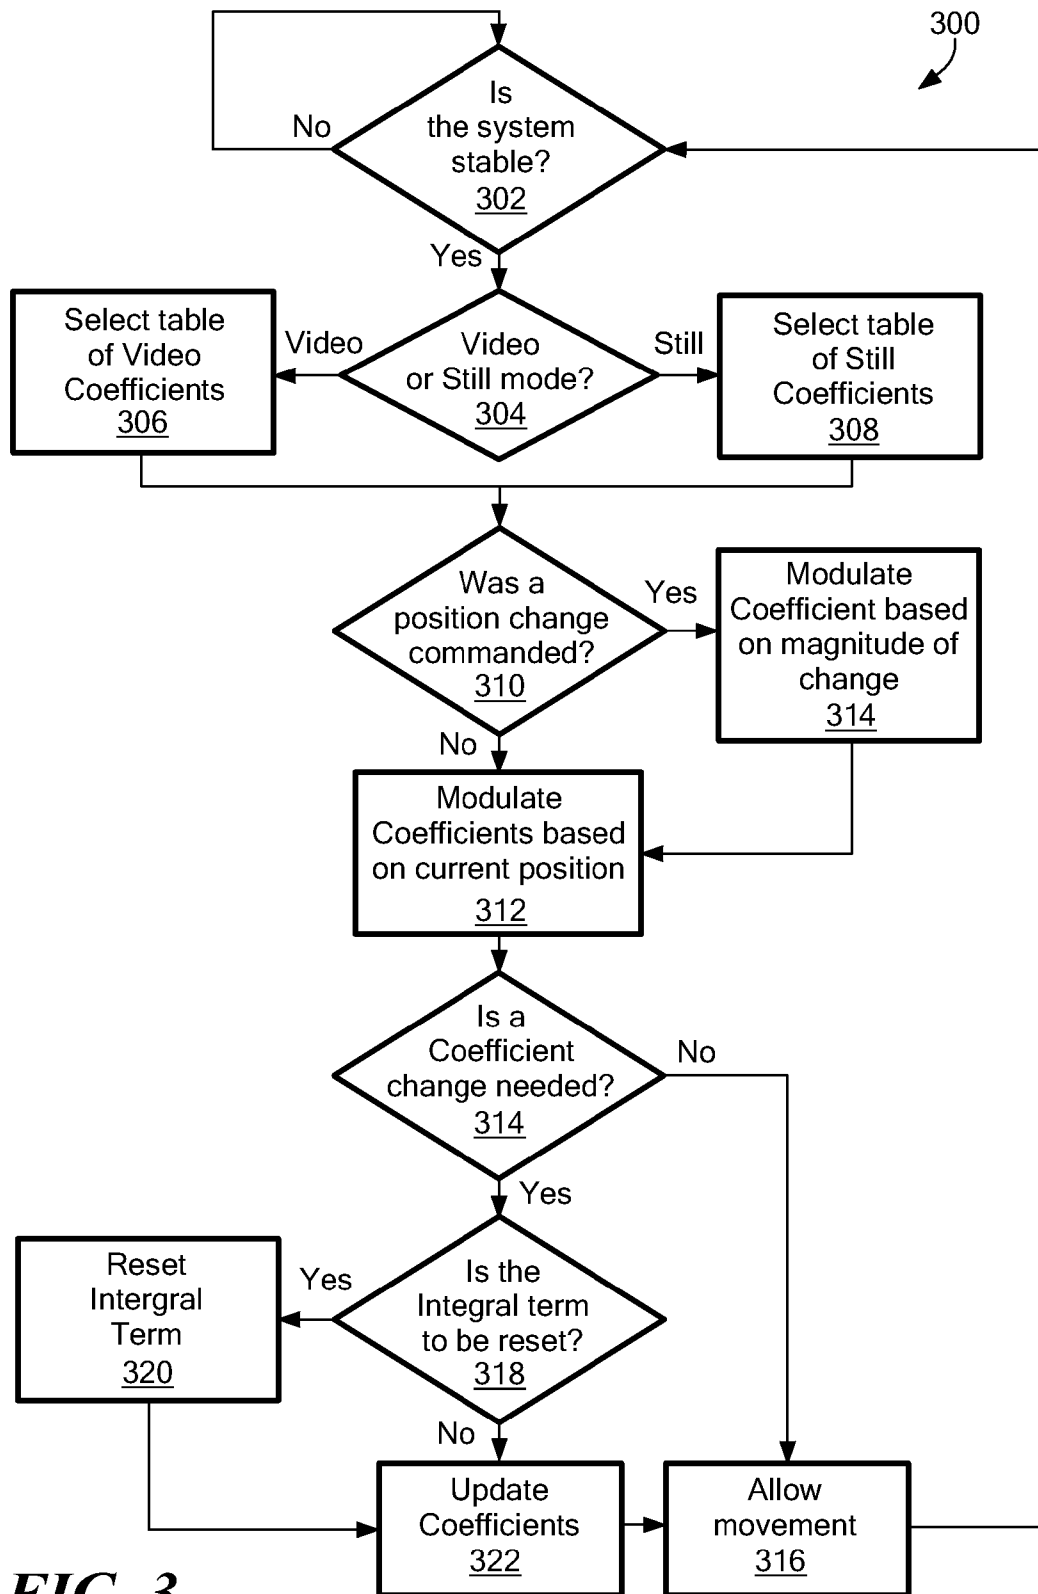 300
Is
the system
stable?
302
No
Yes
Select table
of Video
Coefficients
306
Video
Video
or Still mode?
304
Still
Select table
of Still
Coefficients
308
Was a
position change
commanded?
310
Yes
Modulate
Coefficient based
on magnitude of
change
314
No
Modulate
Coefficients based
on current position
312
Is a
Coefficient
change needed?
314
No
Yes
Reset
Intergral
Term
320
Yes
Is the
Integral term
to be reset?
318
No
Update
Coefficients
322
Allow
movement
316
FIG. 3